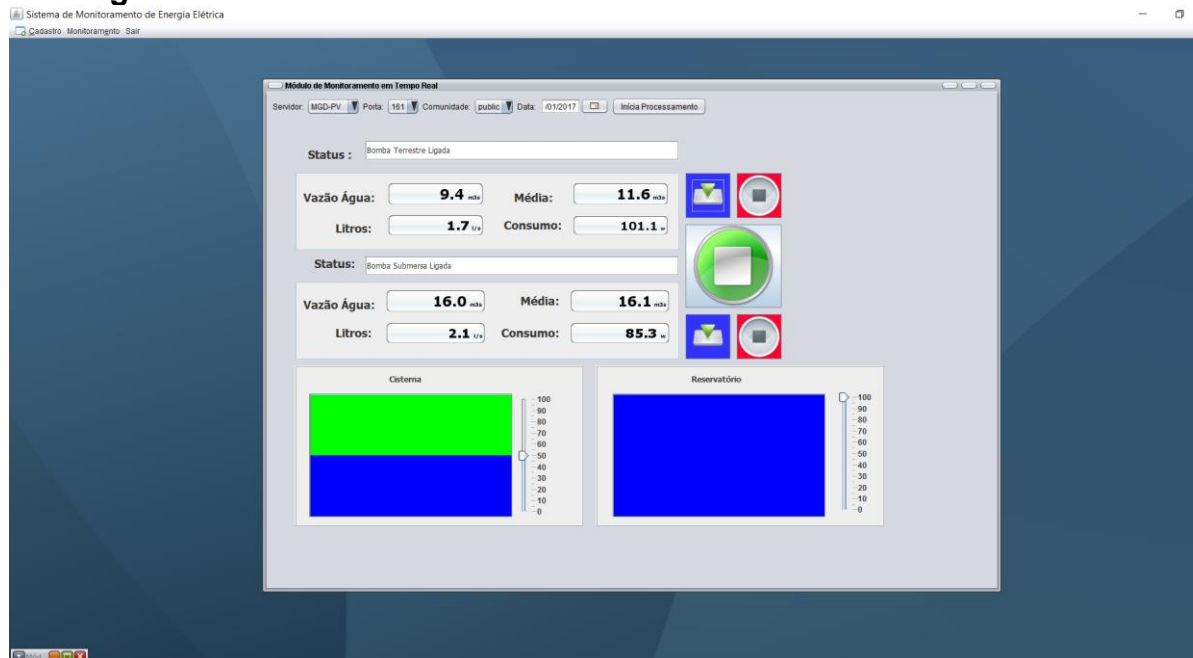 Sistema de Monitoramento de Energia Elétrica
Cadastro Monitoramento Sair
Módulo de Monitoramento em Tempo Real
Servidor: MGD-PV Porta: 161 Comunidade: public Data: /01/2017 Inicia Processamento
Status : Bomba Terrestre Ligada
Vazão Água: 9.4 m3s Média: 11.6 m3s
Litros: 1.7 l/s Consumo: 101.1 w
Status: Bomba Submersa Ligada
Vazão Água: 16.0 m3s Média: 16.1 m3s
Litros: 2.1 l/s Consumo: 85.3 w
Cisterna Reservatório
100 100
90 90
80 80
70 70
60 60
50 50
40 40
30 30
20 20
10 10
0 0